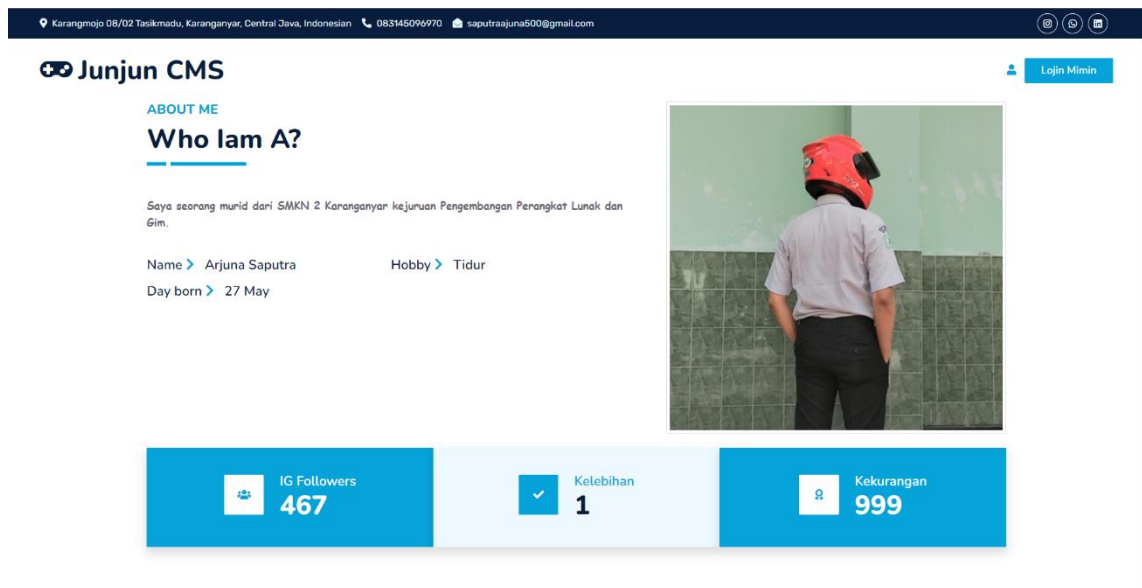 Karangmojo 08/02 Tasikmadu, Karanganyar, Central Java, Indonesian 083145096970 saputraajuna500@gmail.com
Junjun CMS
Lojin Mimin
ABOUT ME
Who Iam A?
Saya seorang murid dari SMKN 2 Karanganyar kejuruan Pengembangan Perangkat Lunak dan
Gim.
Name Arjuna Saputra Hobby Tidur
Day born 27 May
IG Followers
467
Kelebihan
1
Kekurangan
999